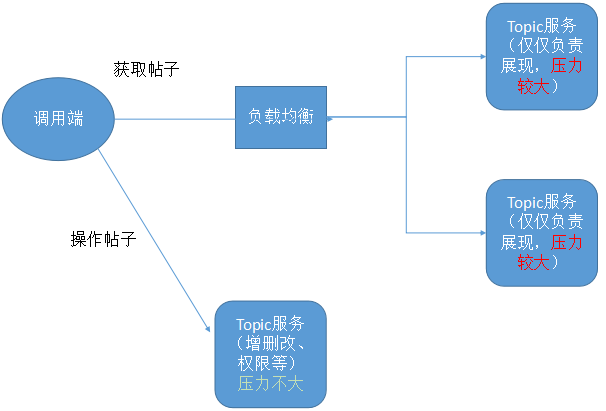 获取帖子
调用端
负载均衡
Topic服务
（仅仅负责
展现，压力
较大）
Topic服务
（仅仅负责
展现，压力
较大）
操作帖子
Topic服务
（增删改、
权限等）
压力不大